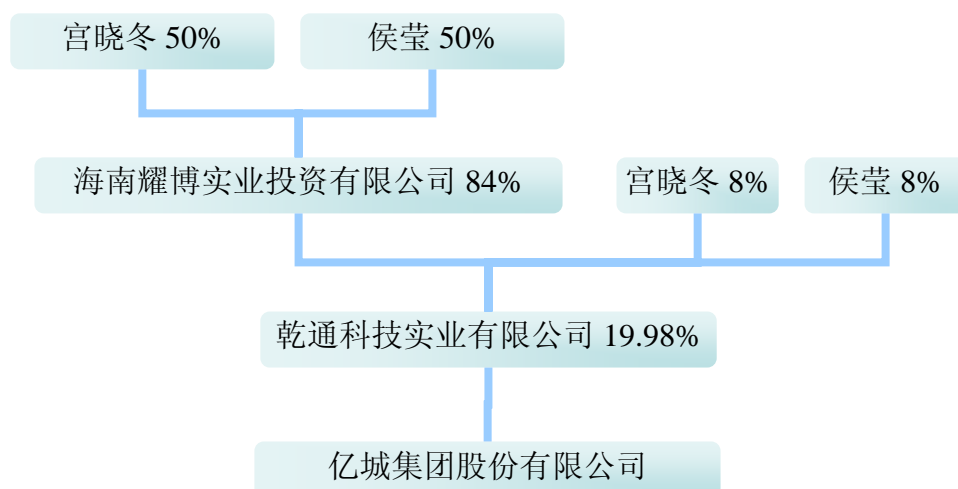 宫晓冬 50%
侯莹 50%
海南耀博实业投资有限公司 84%
宫晓冬 8%
侯莹 8%
乾通科技实业有限公司 19.98%
亿城集团股份有限公司